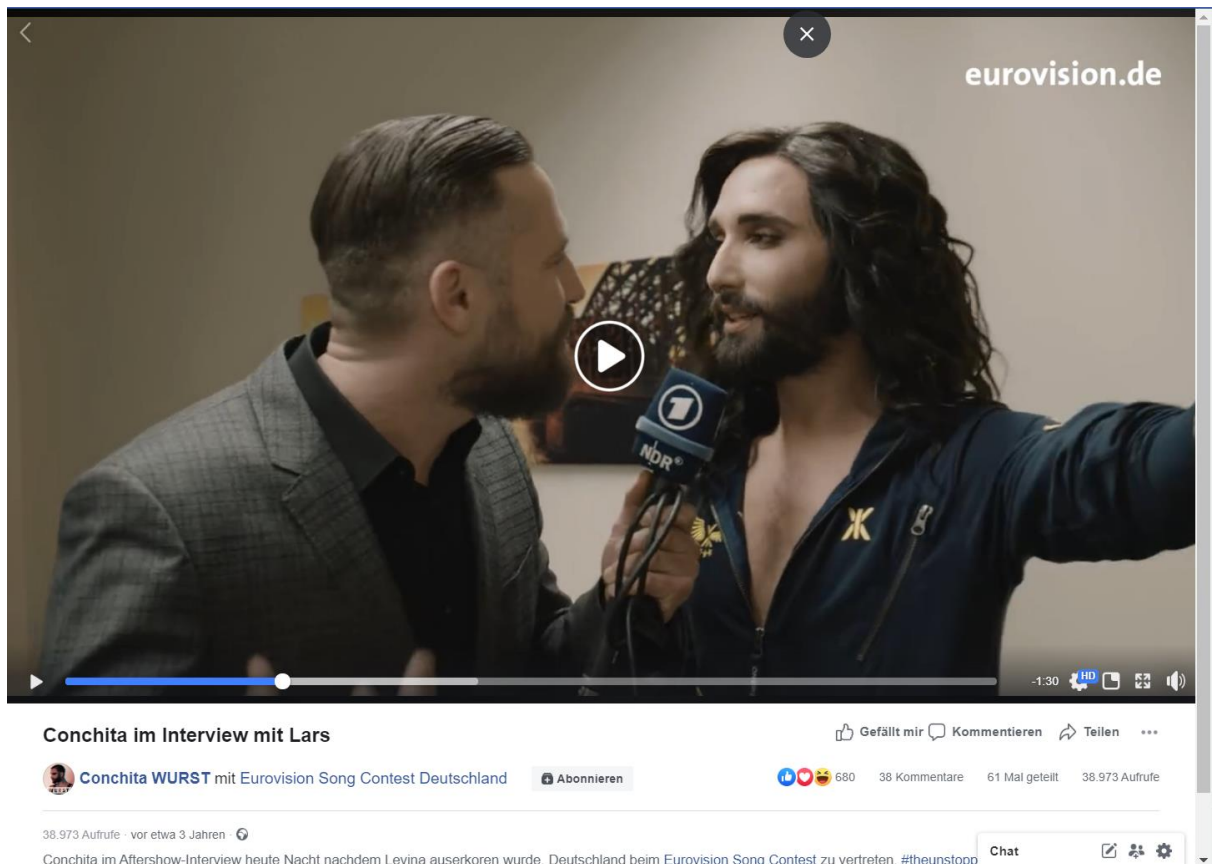 eurovision.de
1
NDR®
-1:30
HD
Conchita im Interview mit Lars
Gefällt mir Kommentieren Teilen
Conchita WURST mit Eurovision Song Contest Deutschland
Abonnieren
680 38 Kommentare 61 Mal geteilt 38.973 Aufrufe
38.973 Aufrufe · vor etwa 3 Jahren ·
Conchita im Aftershow-Interview heute Nacht nachdem Levina auserkoren wurde, Deutschland beim Eurovision Song Contest zu vertreten. #theunstopp
Chat